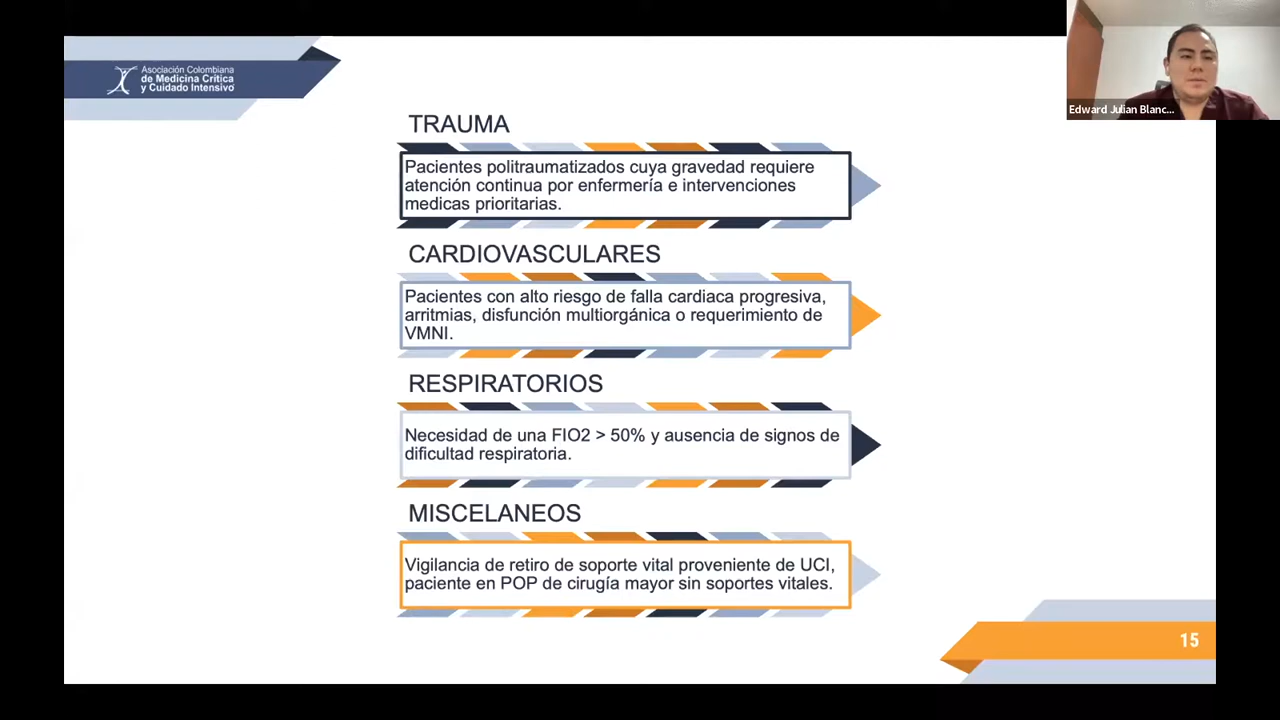 Asociación Colombiana
de Medicina Crítica
y Cuidado Intensivo
Edward Julian Blanc...
TRAUMA
Pacientes politraumatizados cuya gravedad requiere
atención continua por enfermería e intervenciones
medicas prioritarias.
CARDIOVASCULARES
Pacientes con alto riesgo de falla cardiaca progresiva,
arritmias, disfunción multiorgánica o requerimiento de
VMNI.
RESPIRATORIOS
Necesidad de una FIO2 > 50% y ausencia de signos de
dificultad respiratoria.
MISCELANEOS
Vigilancia de retiro de soporte vital proveniente de UCI,
paciente en POP de cirugía mayor sin soportes vitales.
15